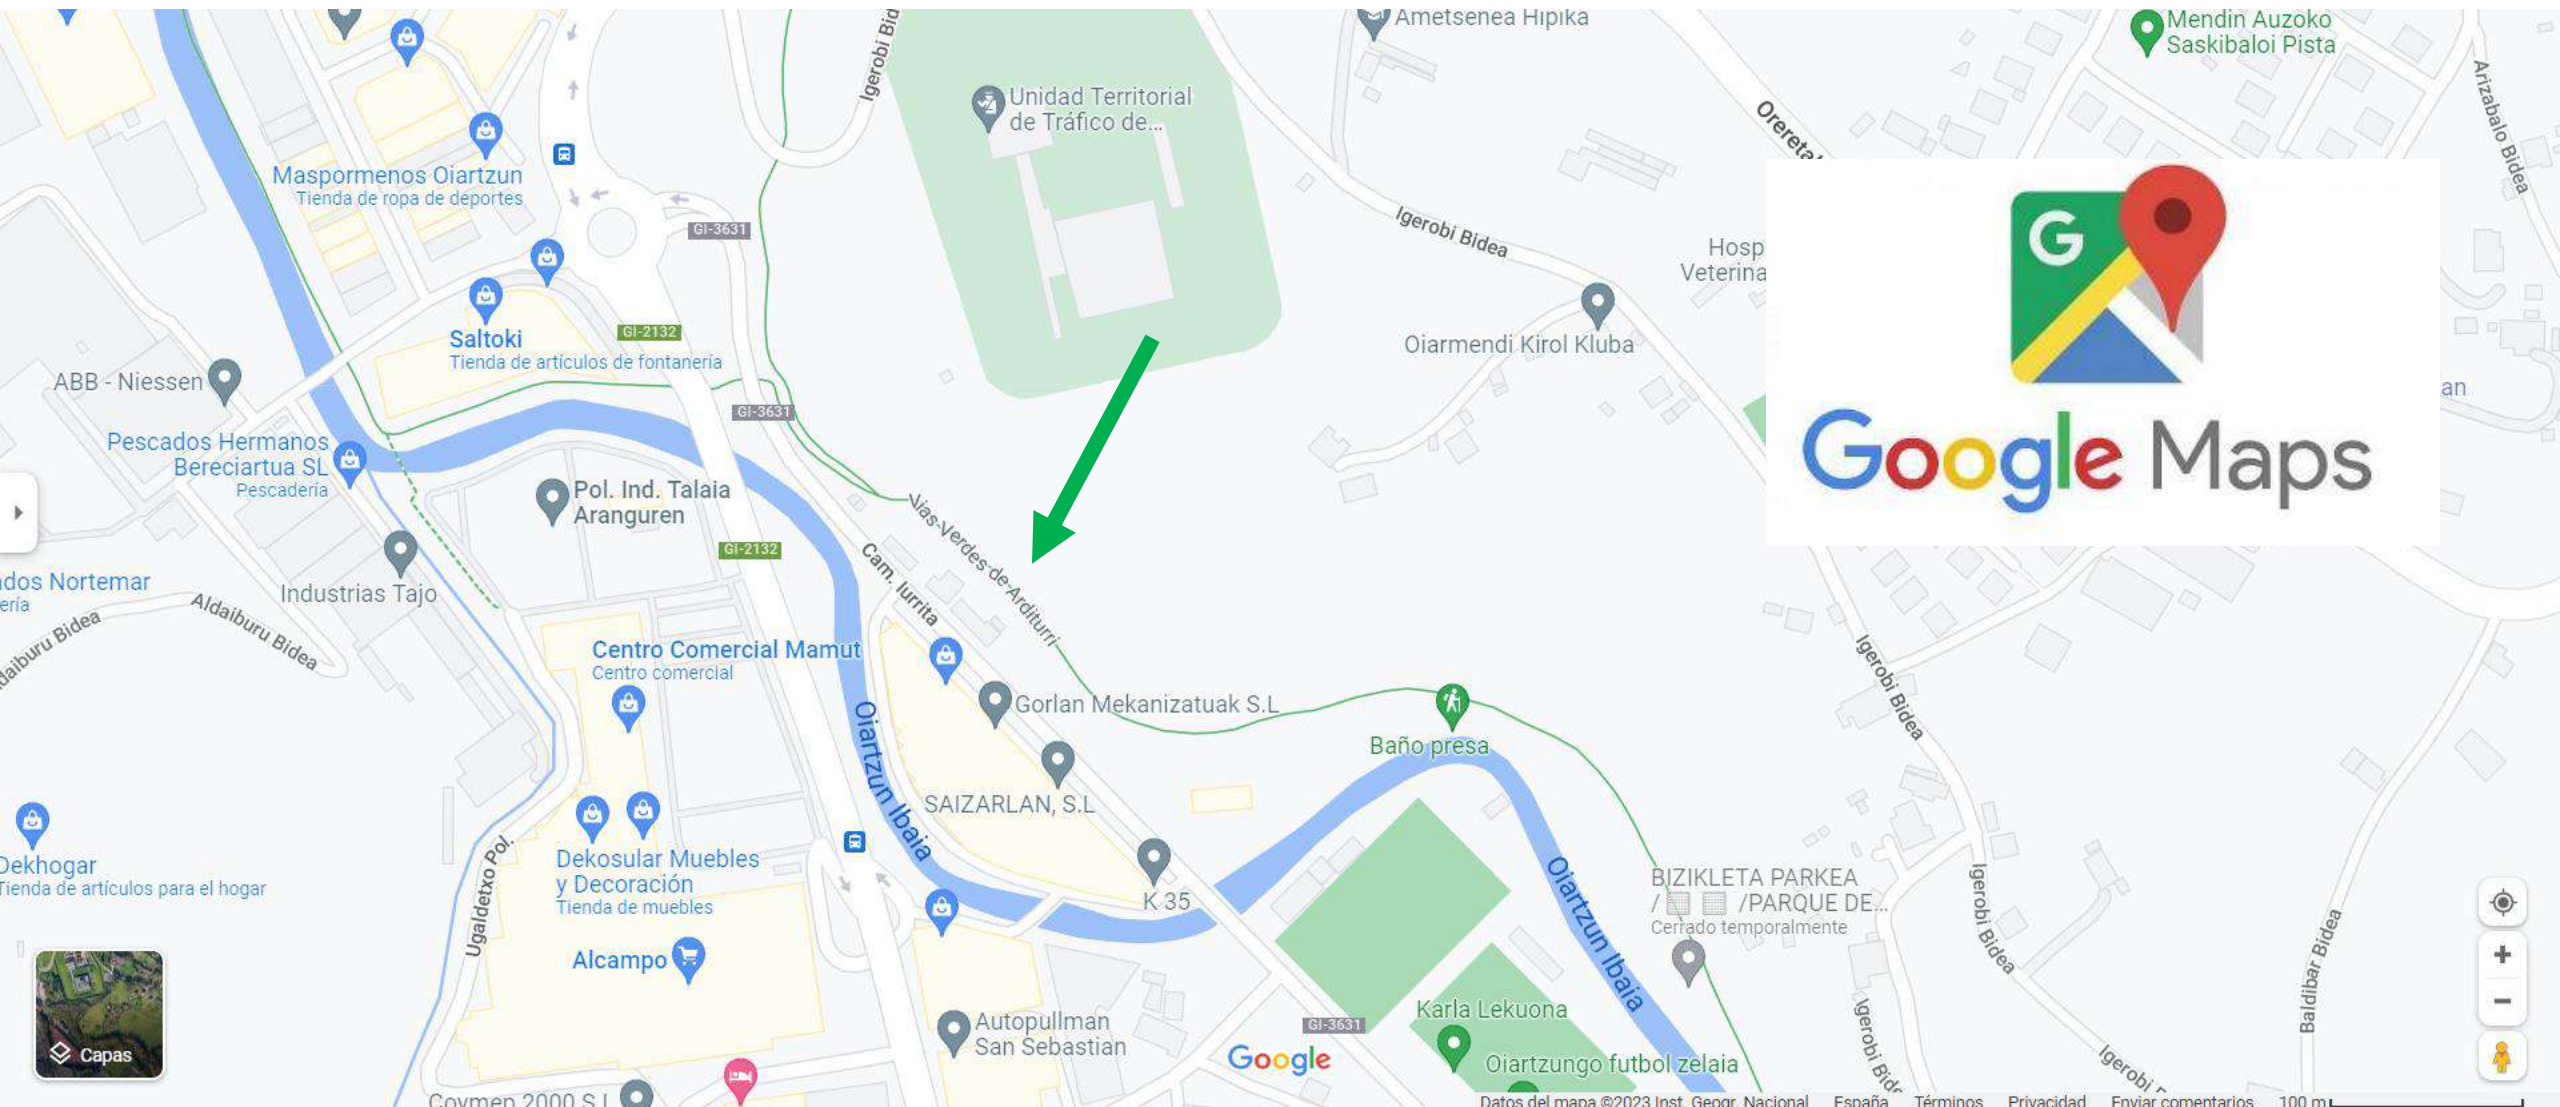 Igerobi Bid
Ametsenea Hipika
Mendin Auzoko
Saskibaloi Pista
Arizabalo Bidea
Unidad Territorial
de Tráfico de...
Oreretal
Maspormenos Oiartzun
Tienda de ropa de deportes
GI-3631
Igerobi Bidea
Hosp
Veterina
G
Google Maps
Saltoki
Tienda de artículos de fontanería
GI-2132
Oiarmendi Kirol Kluba
ABB - Niessen
an
GI-3631
Pescados Hermanos
Bereciartua SL
Pescadería
Pol. Ind. Talaia
Aranguren
Vías-Verdes-de-Arditurri
GI-2132
Cam. Iurrita
Industrias Tajo
dos Nortemar
ería
Aldaiburu Bidea
daiburu Bidea
Centro Comercial Mamut
Centro comercial
Igerobi Bidea
Gorlan Mekanizatuak S.L
Oiartzun Ibaia
Baño presa
SAIZARLAN, S.L
K 35
Dekhogar
Tienda de artículos para el hogar
Ugaldetxo Pol.
Dekosular Muebles
y Decoración
Tienda de muebles
Alcampo
Oiartzun Ibaia
BIZIKLETA PARKEA
/ /PARQUE DE...
Cerrado temporalmente
Igerobi Bidea
Baldibar Bidea
Capas
Autopullman
San Sebastian
Karla Lekuona
GI-3631
Google
Oiartzungo futbol zelaia
Igerobi Bide
Igerobi
Coymep 2000 S.L
Datos del mapa ©2023 Inst. Geogr. Nacional España Términos Privacidad Enviar comentarios 100 m